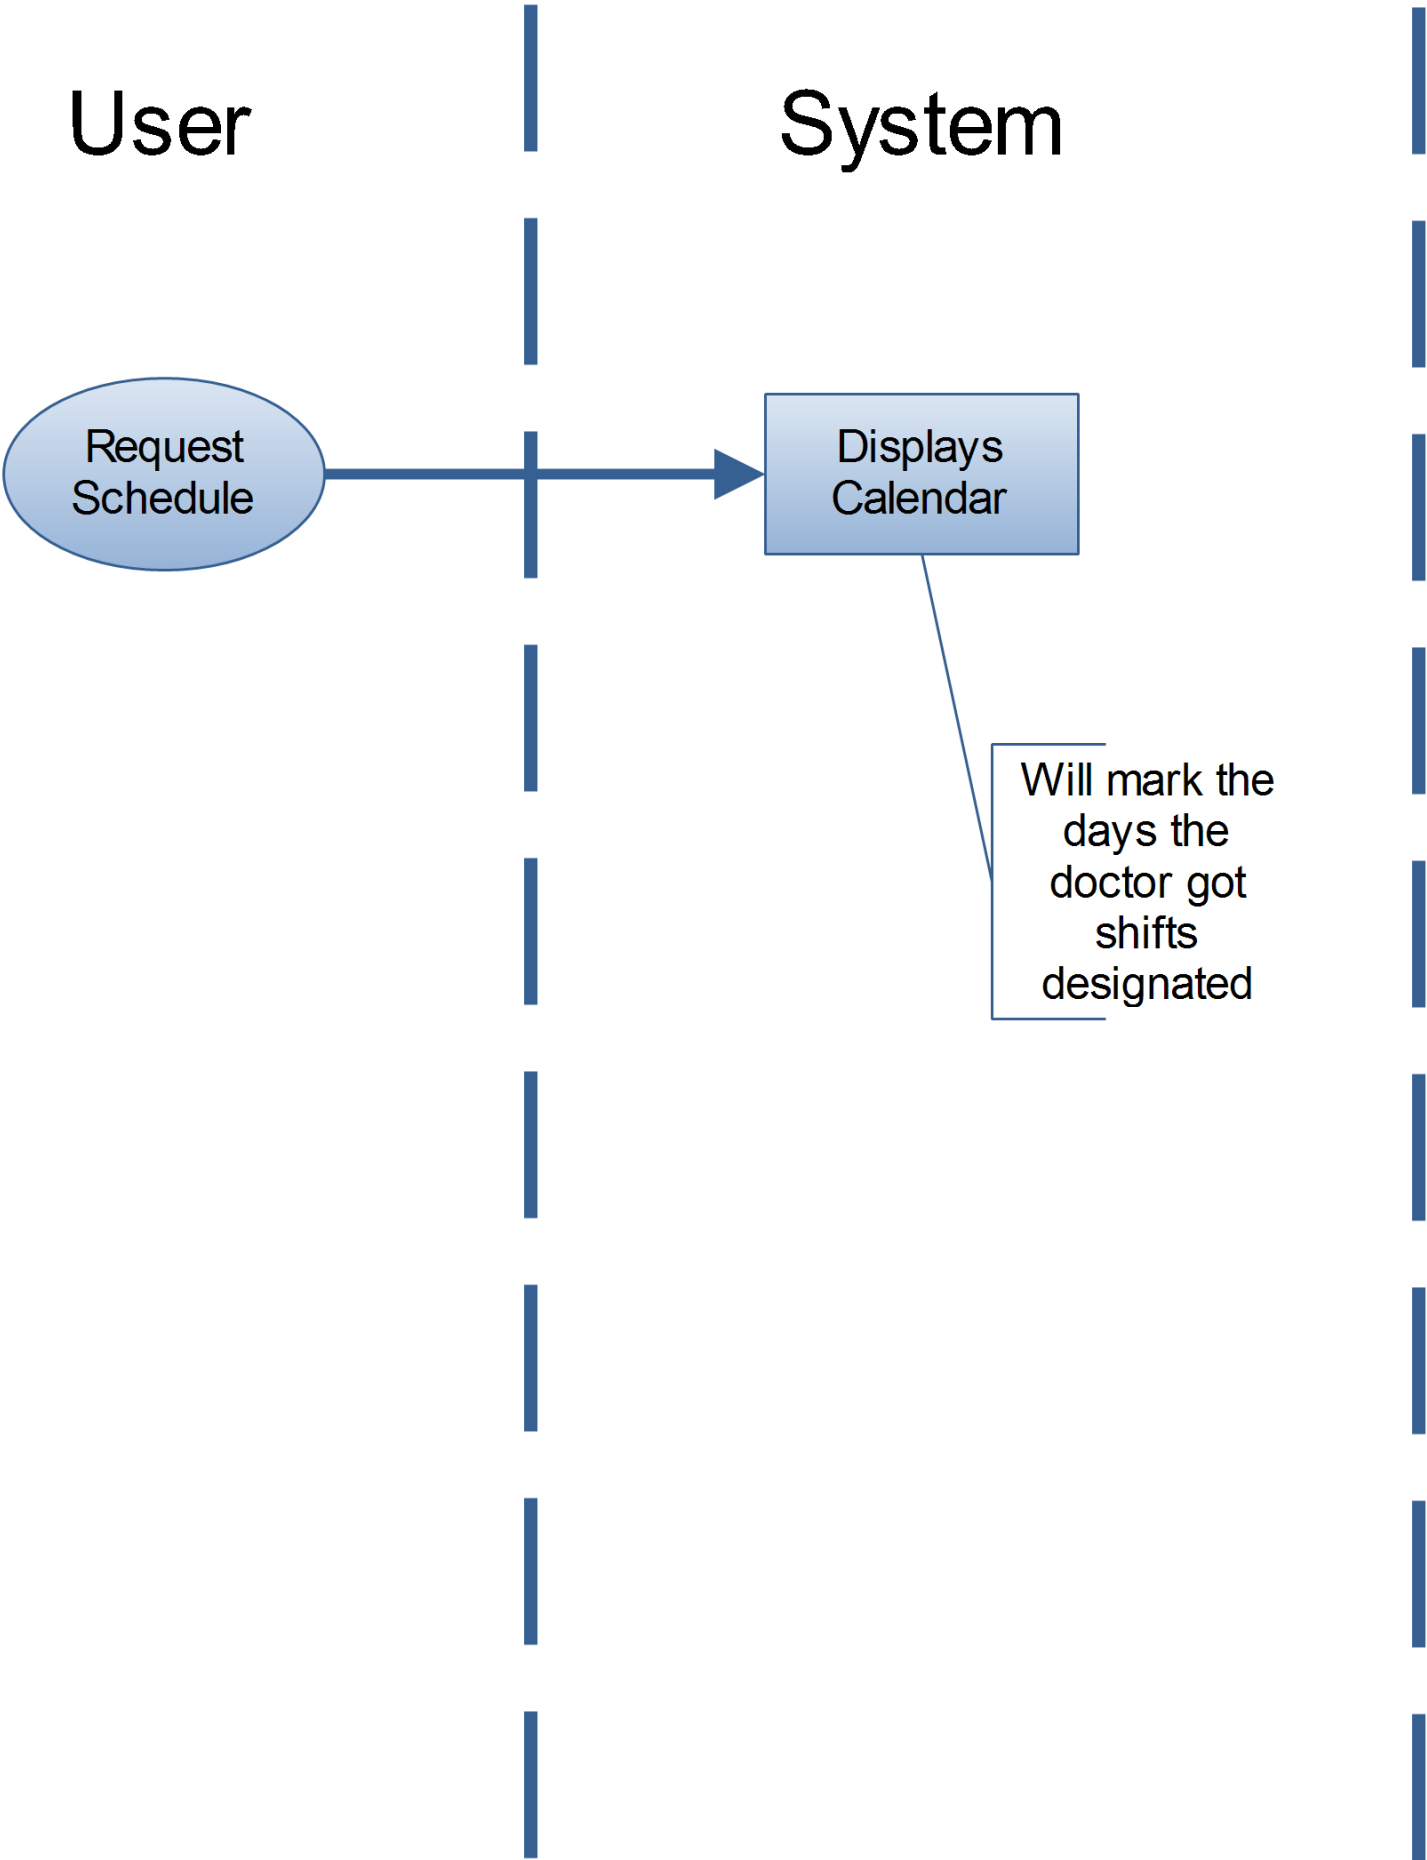 User
System
Request
Schedule
Displays
Calendar
Will mark the
days the
doctor got
shifts
designated